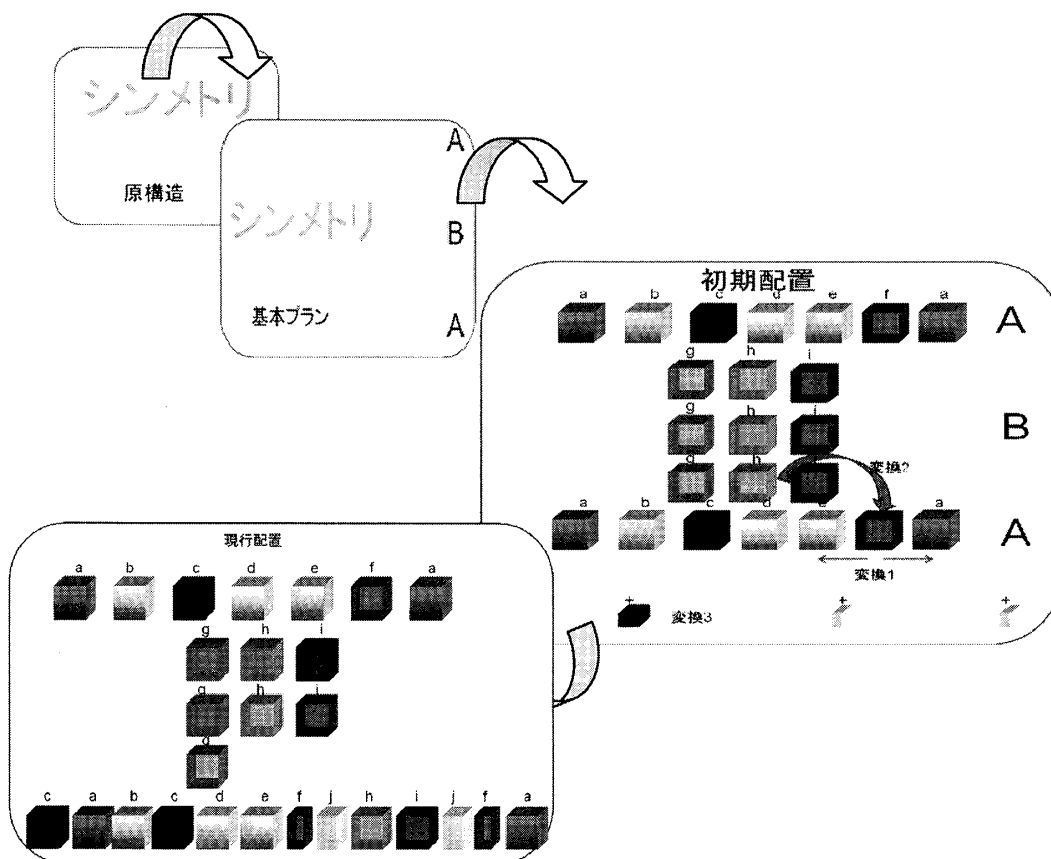 シンメトリ
原構造
A
シンメトリ
B
基本プラン
A
初期配置
a b c d e f a A
g h i
g h i B
g h i
変換2
a b c d e a A
変換1
+ + +
変換3
現行配置
a b c d e f a
g h i
g h i
g
c a b c d e f j h i j f a